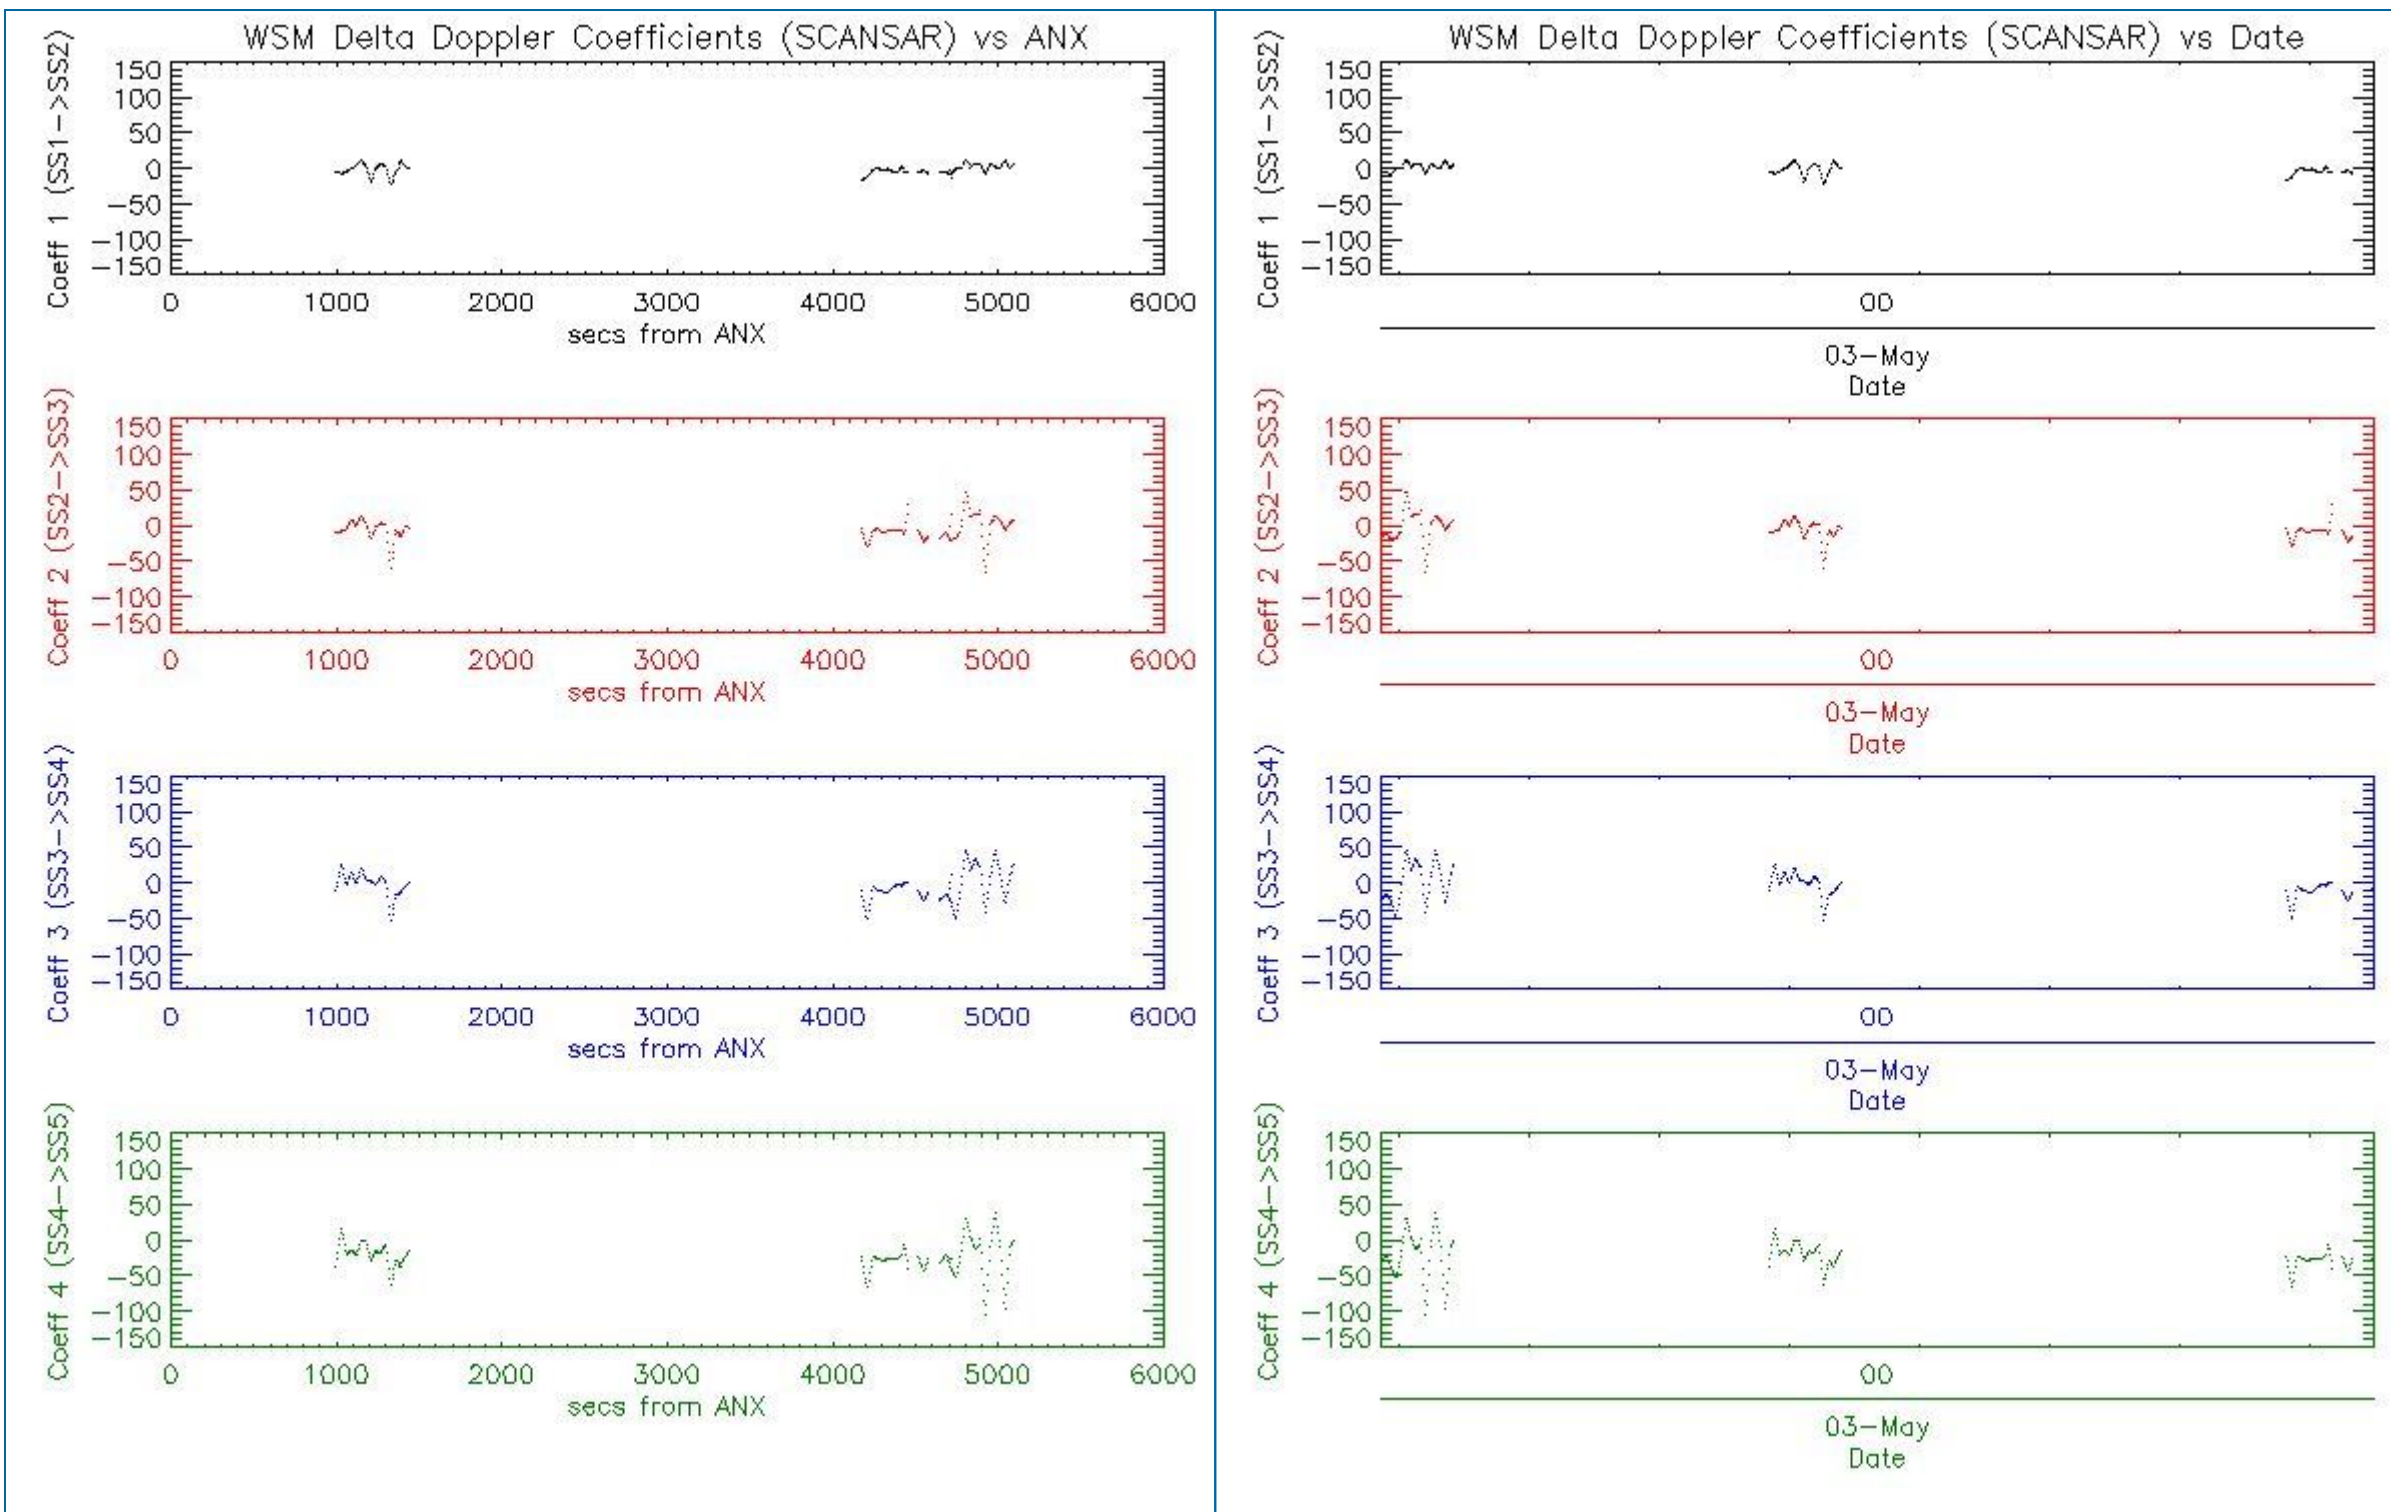 WSM Delta Doppler Coefficients (SCANSAR) vs ANX
Coeff 1 (SS1->SS2)
150
100
50
0
-50
-100
-150
0 1000 2000 3000 4000 5000 6000
secs from ANX
Coeff 2 (SS2->SS3)
150
100
50
0
-50
-100
-150
0 1000 2000 3000 4000 5000 6000
secs from ANX
Coeff 3 (SS3->SS4)
150
100
50
0
-50
-100
-150
0 1000 2000 3000 4000 5000 6000
secs from ANX
Coeff 4 (SS4->SS5)
150
100
50
0
-50
-100
-150
0 1000 2000 3000 4000 5000 6000
secs from ANX
WSM Delta Doppler Coefficients (SCANSAR) vs Date
Coeff 1 (SS1->SS2)
150
100
50
0
-50
-100
-150
00
03-May
Date
Coeff 2 (SS2->SS3)
150
100
50
0
-50
-100
-150
00
03-May
Date
Coeff 3 (SS3->SS4)
150
100
50
0
-50
-100
-150
00
03-May
Date
Coeff 4 (SS4->SS5)
150
100
50
0
-50
-100
-150
00
03-May
Date